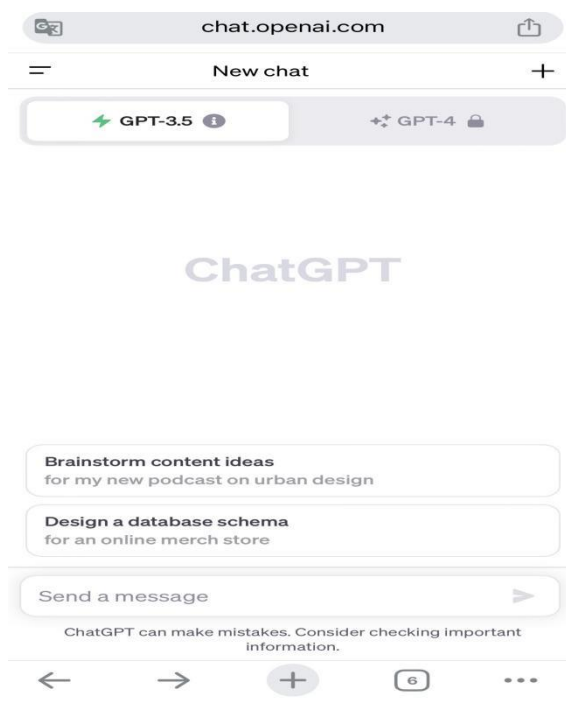 chat.openai.com
New chat
GPT-3.5
GPT-4
ChatGPT
Brainstorm content ideas
for my new podcast on urban design
Design a database schema
for an online merch store
Send a message
ChatGPT can make mistakes. Consider checking important
information.
6